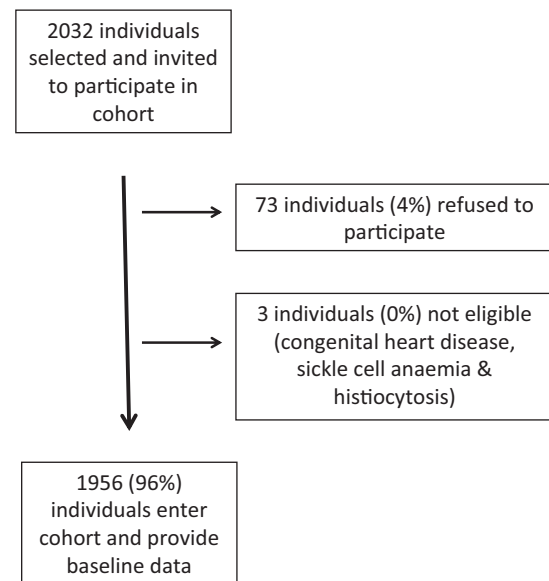 2032 individuals
selected and invited
to participate in
cohort
73 individuals (4%) refused to
participate
3 individuals (0%) not eligible
(congenital heart disease,
sickle cell anaemia &
histiocytosis)
1956 (96%)
individuals enter
cohort and provide
baseline data